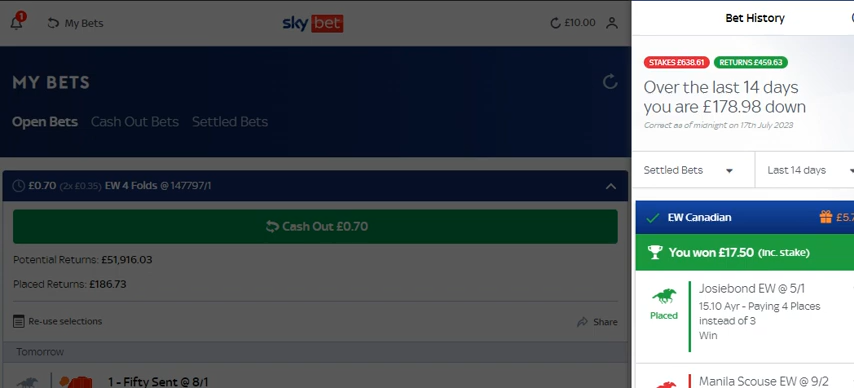 1
My Bets
sky bet
£10.00
MY BETS
Open Bets Cash Out Bets Settled Bets
£0.70 (2x £0.35) EW 4 Folds @ 147797/1
Cash Out £0.70
Potential Returns: £51,916.03
Placed Returns: £186.73
Re-use selections
Share
Tomorrow
1 - Fifty Sent @ 8/1
Bet History
STAKES £638.61 RETURNS £459.63
Over the last 14 days
you are £178.98 down
Correct as of midnight on 17th July 2023
Settled Bets
Last 14 days
EW Canadian
£5.7
You won £17.50 (inc. stake)
Josiebond EW @ 5/1
15.10 Ayr - Paying 4 Places
instead of 3
Win
Placed
Manila Scouse EW @ 9/2